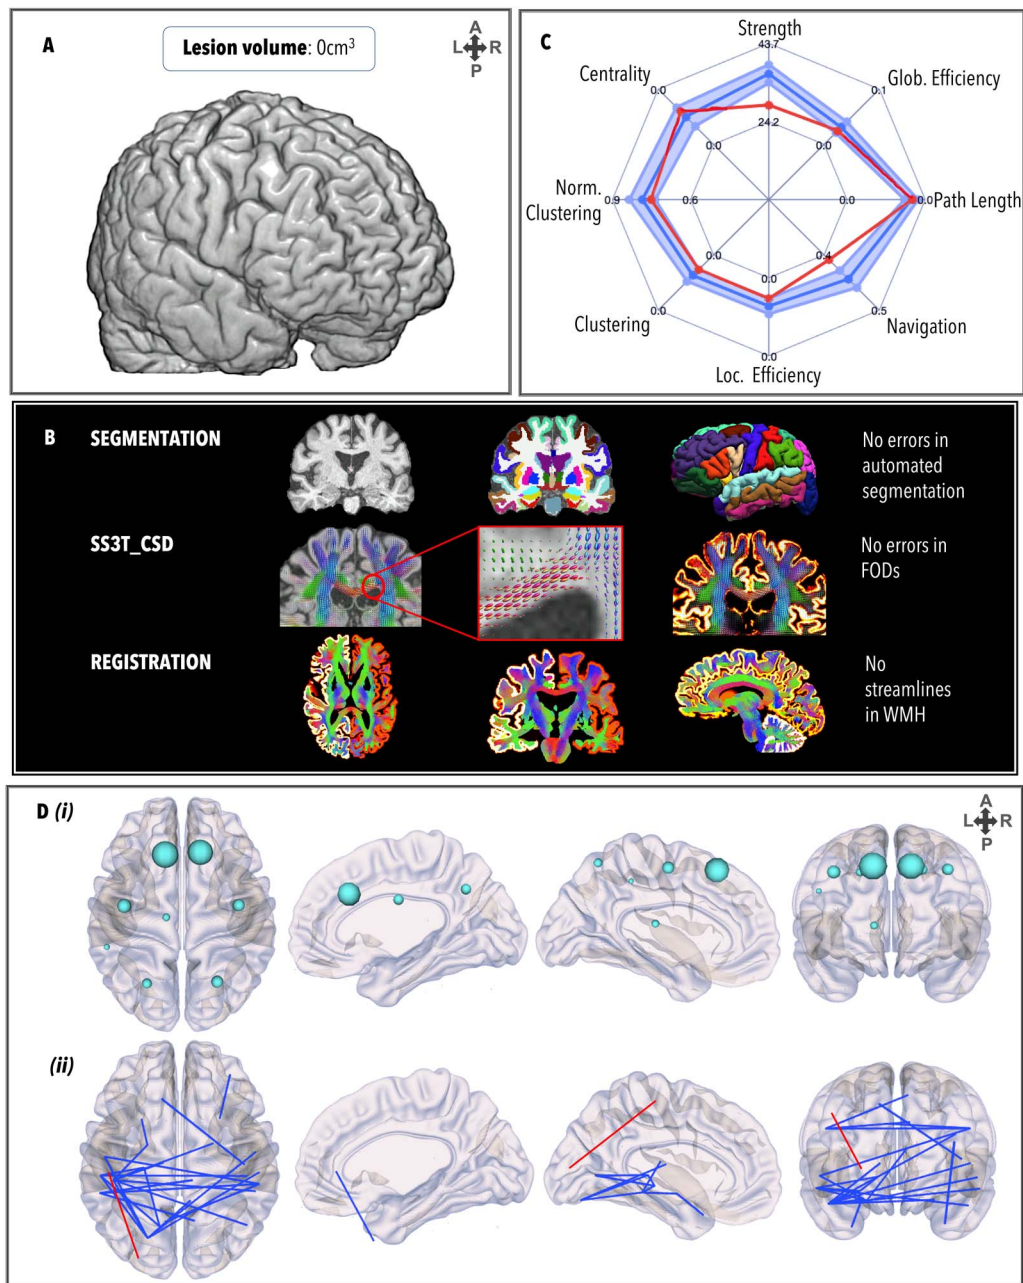 A
Lesion volume: 0cm³
A
L R
P
C
Strength
43.7
Centrality
0.0
Glob. Efficiency
0.1
24.2
0.0
0.0
Norm.
Clustering
0.9
0.6
0.0
0.0
Path Length
0.0
0.4
0.0
Clustering
0.0
Navigation
0.5
0.0
Loc. Efficiency
B
SEGMENTATION
No errors in
automated
segmentation
SS3T_CSD
No errors in
FODs
REGISTRATION
No
streamlines
in WMH
D (i)
A
L R
P
(ii)